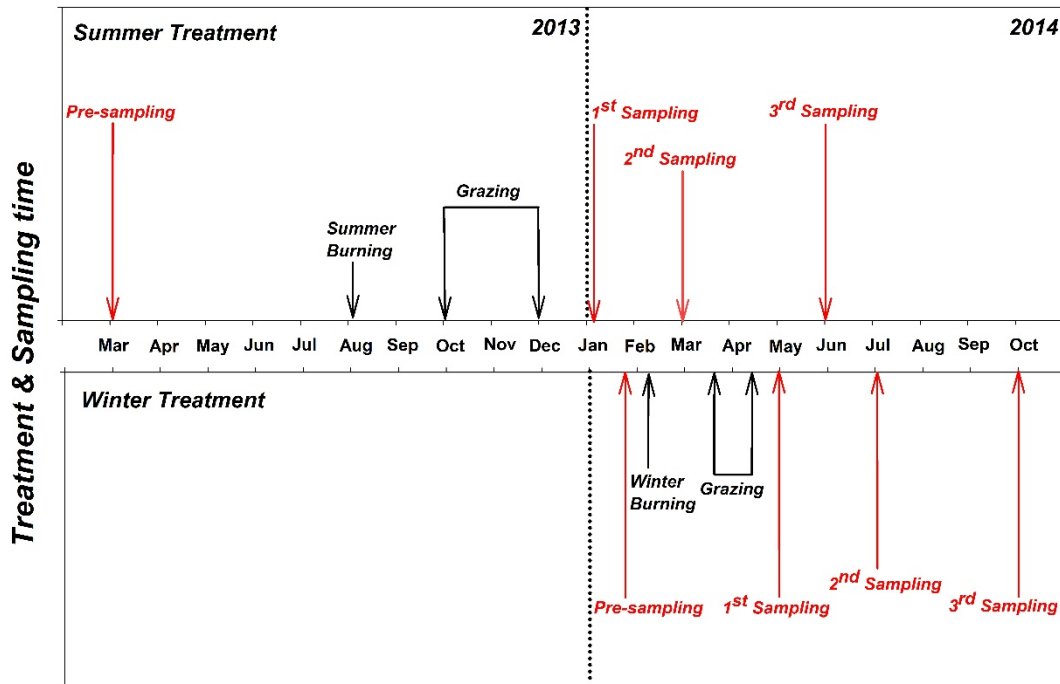 Summer Treatment
2013
2014
Pre-sampling
1st Sampling
3rd Sampling
2nd Sampling
Grazing
Summer
Burning
Treatment & Sampling time
Mar Apr May Jun Jul Aug Sep Oct Nov Dec Jan Feb Mar Apr May Jun Jul Aug Sep Oct
Winter Treatment
Winter
Burning
Grazing
2nd Sampling
Pre-sampling
1st Sampling
3rd Sampling